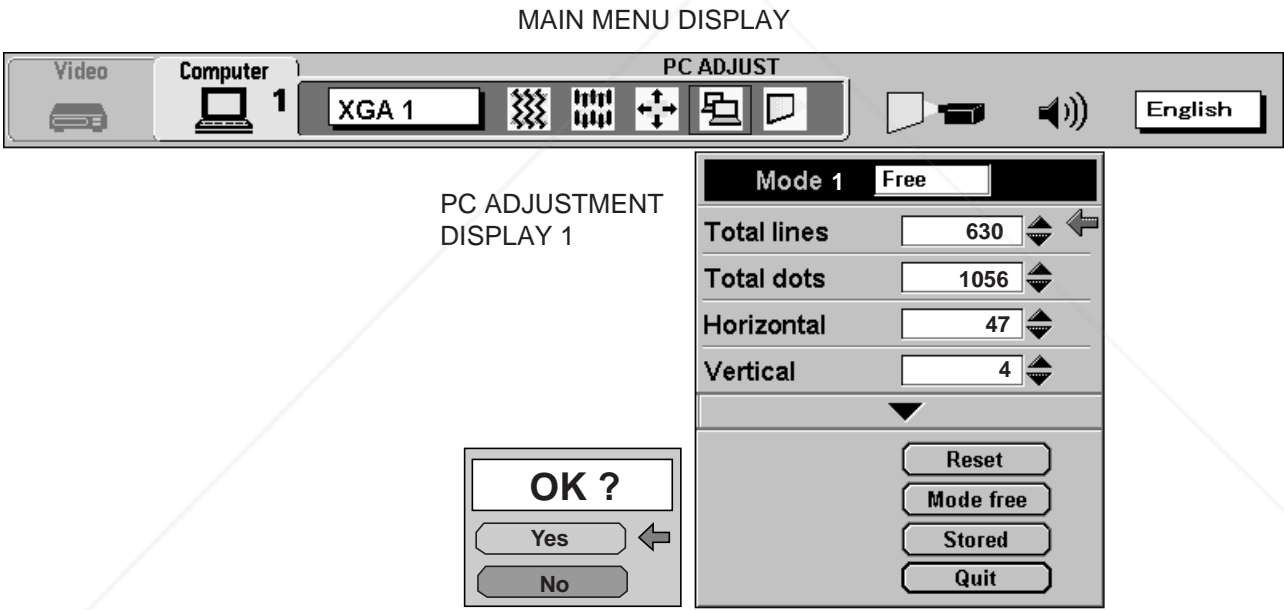 MAIN MENU DISPLAY
Video
Computer
1
PC ADJUST
XGA 1
English
PC ADJUSTMENT
DISPLAY 1
Mode 1 Free
Total lines 630
Total dots 1056
Horizontal 47
Vertical 4
Reset
Mode free
Stored
Quit
OK ?
Yes
No